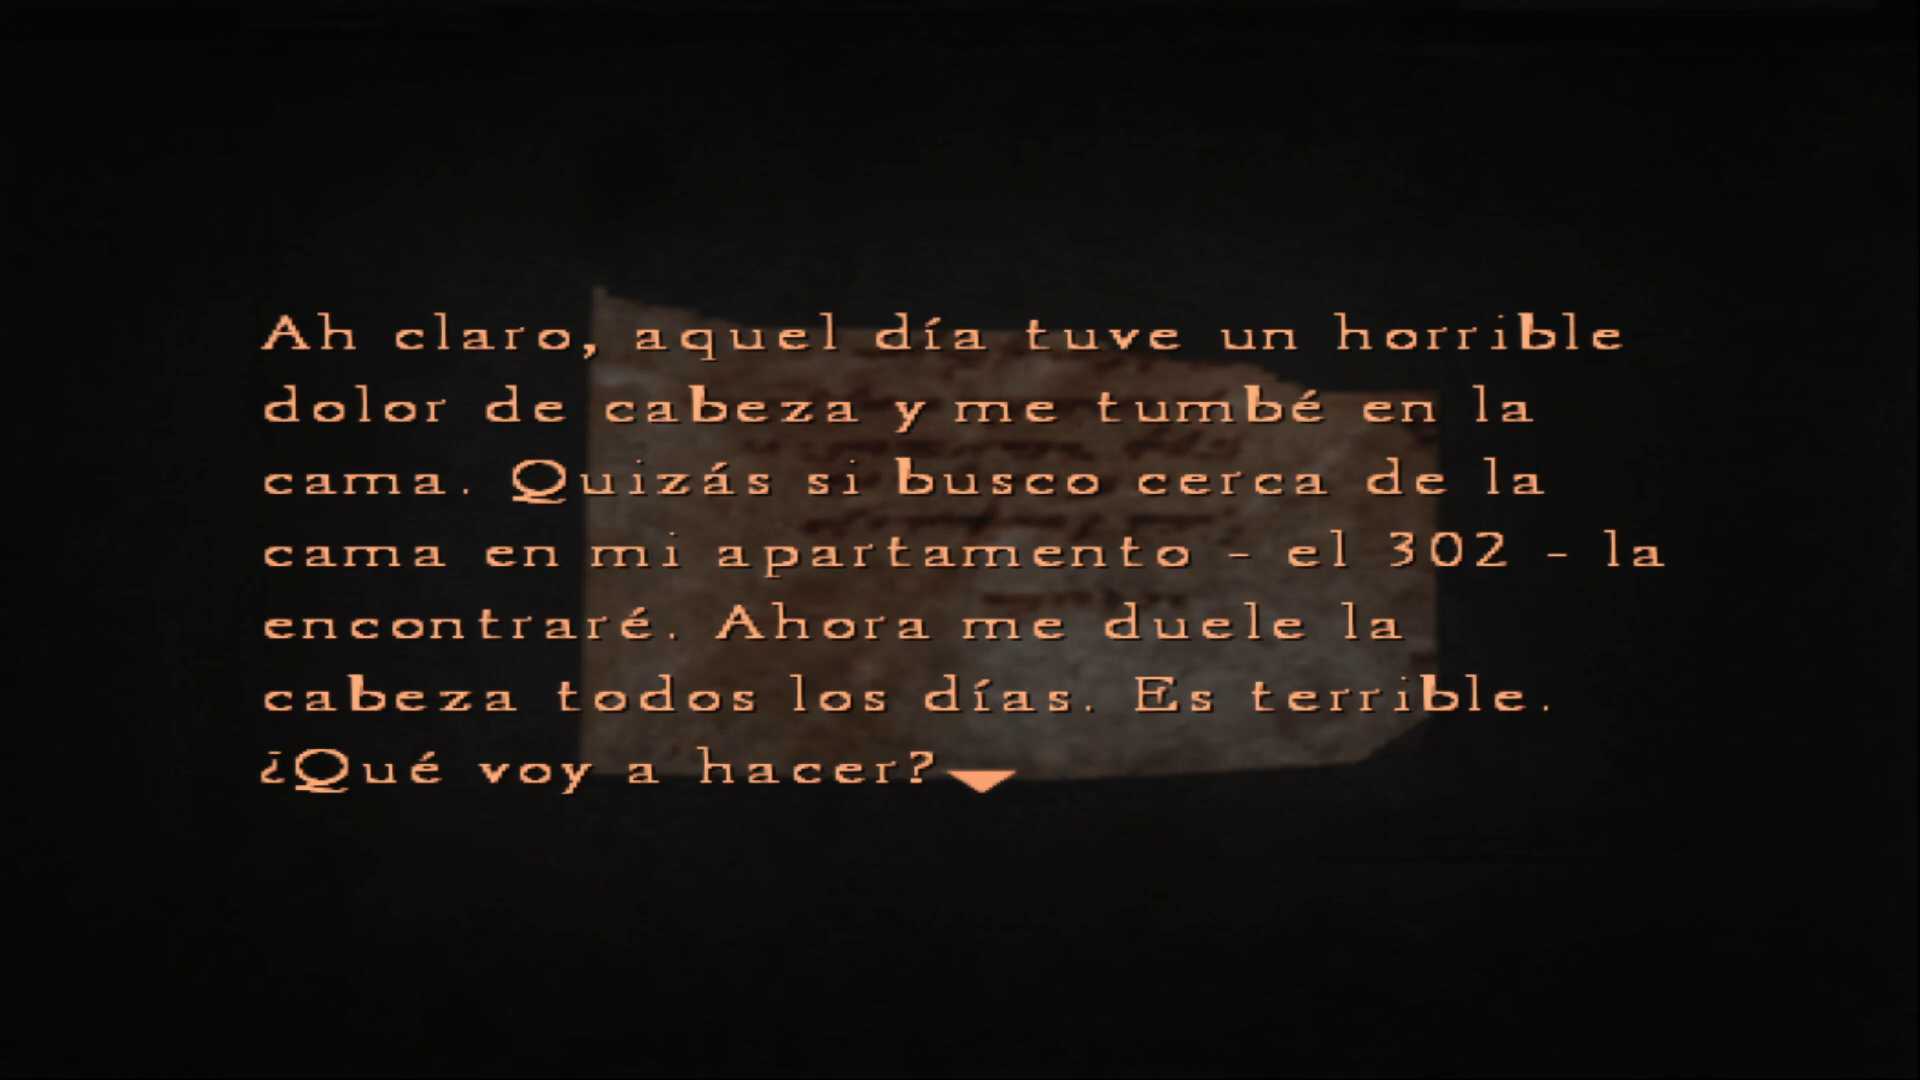 Ah claro, aquel día tuve un horrible
dolor de cabeza y me tumbé en la
cama. Quizás si busco cerca de la
cama en mi apartamento - el 302 - la
encontraré. Ahora me duele la
cabeza todos los días. Es terrible.
¿Qué voy a hacer?